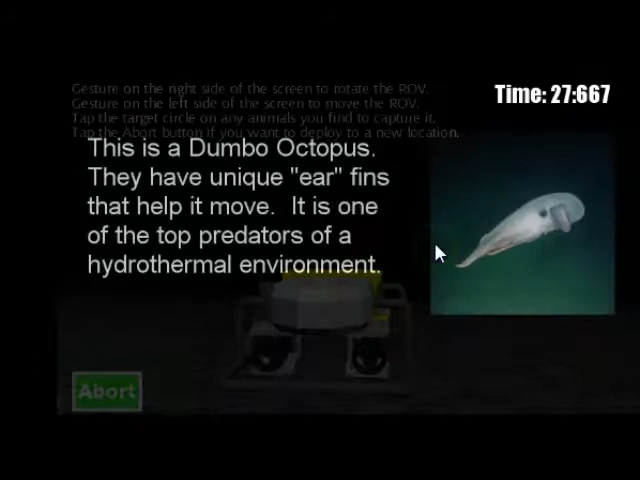 Gesture on the right side of the screen to rotate the ROV.
Gesture on the left side of the screen to move the ROV.
Tap the target circle on any animals you find to capture it.
Tap the Abort button if you want to deploy to a new location.
Time: 27:667
This is a Dumbo Octopus.
They have unique "ear" fins
that help it move. It is one
of the top predators of a
hydrothermal environment.
Abort